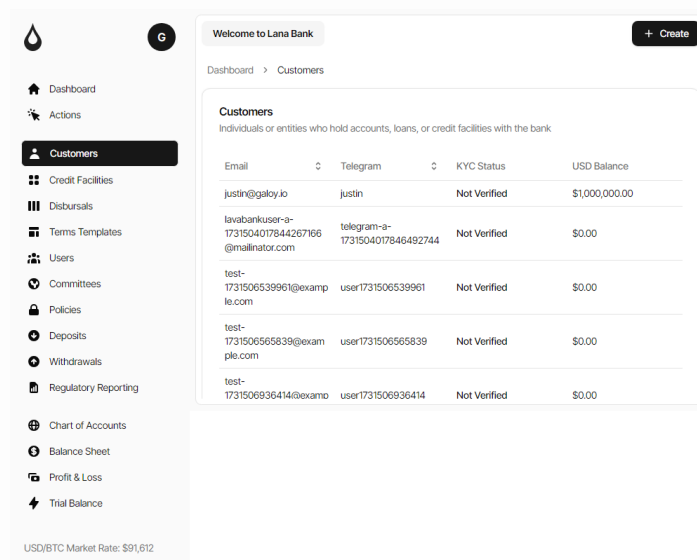 G
Dashboard
Actions
Customers
Credit Facilities
Disbursals
Terms Templates
Users
Committees
Policies
Deposits
Withdrawals
Regulatory Reporting
Chart of Accounts
Balance Sheet
Profit & Loss
Trial Balance
USD/BTC Market Rate: $91,612
Welcome to Lana Bank
+ Create
Dashboard > Customers
Customers
Individuals or entities who hold accounts, loans, or credit facilities with the bank
Email Telegram KYC Status USD Balance
justin@galoy.io justin Not Verified $1,000,000.00
lavabankuser-a-
1731504017844267166
@mailinator.com
telegram-a-
1731504017846492744
Not Verified $0.00
test-
1731506539961@examp
le.com
user1731506539961 Not Verified $0.00
test-
1731506565839@exam
ple.com
user1731506565839 Not Verified $0.00
test-
1731506936414@examp
user1731506936414 Not Verified $0.00